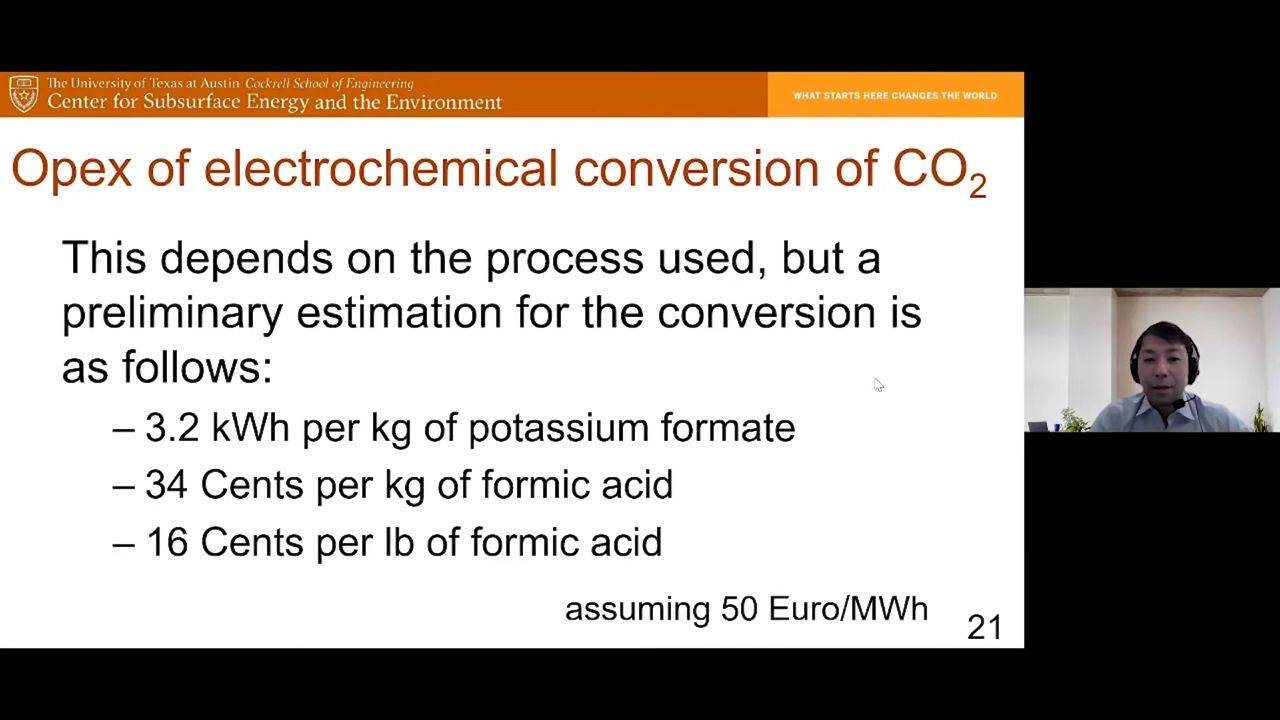 The University of Texas at Austin Cockrell School of Engineering
Center for Subsurface Energy and the Environment
WHAT STARTS HERE CHANGES THE WORLD
Opex of electrochemical conversion of CO₂
This depends on the process used, but a
preliminary estimation for the conversion is
as follows:
– 3.2 kWh per kg of potassium formate
– 34 Cents per kg of formic acid
– 16 Cents per lb of formic acid
assuming 50 Euro/MWh
21